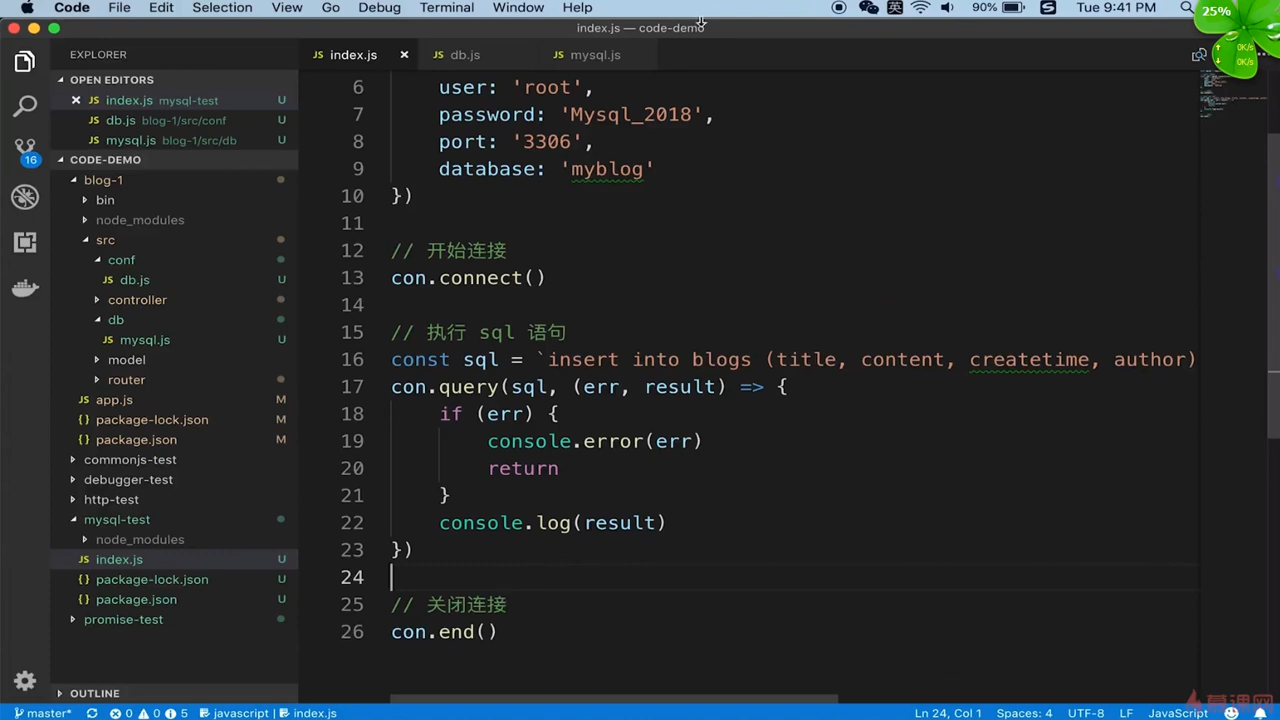 Code File Edit Selection View Go Debug Terminal Window Help 英 90% S Tue 9:41 PM 25%
index.js — code-demo
0K/s
0K/s
EXPLORER
index.js
db.js
mysql.js
OPEN EDITORS
index.js mysql-test U
db.js blog-1/src/conf U
mysql.js blog-1/src/db U
16
CODE-DEMO
blog-1
bin
node_modules
src
conf
db.js U
controller
db
mysql.js U
model
router
app.js M
package-lock.json M
package.json M
commonjs-test
debugger-test
http-test
mysql-test
node_modules
index.js U
package-lock.json U
package.json U
promise-test
OUTLINE
6 user: 'root',
7 password: 'Mysql_2018',
8 port: '3306',
9 database: 'myblog'
10 })
11
12 // 开始连接
13 con.connect()
14
15 // 执行 sql 语句
16 const sql = `insert into blogs (title, content, createtime, author)
17 con.query(sql, (err, result) => {
18 if (err) {
19 console.error(err)
20 return
21 }
22 console.log(result)
23 })
24
25 // 关闭连接
26 con.end()
master* 0 0 5 javascript | index.js Ln 24, Col 1 Spaces: 4 UTF-8 LF JavaScript